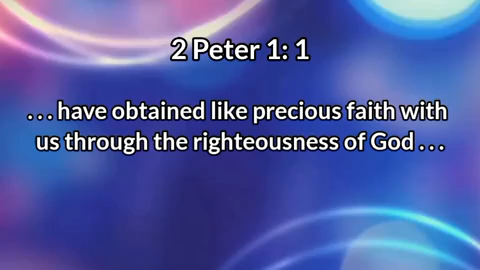 2 Peter 1: 1
. . . have obtained like precious faith with
us through the righteousness of God . . .